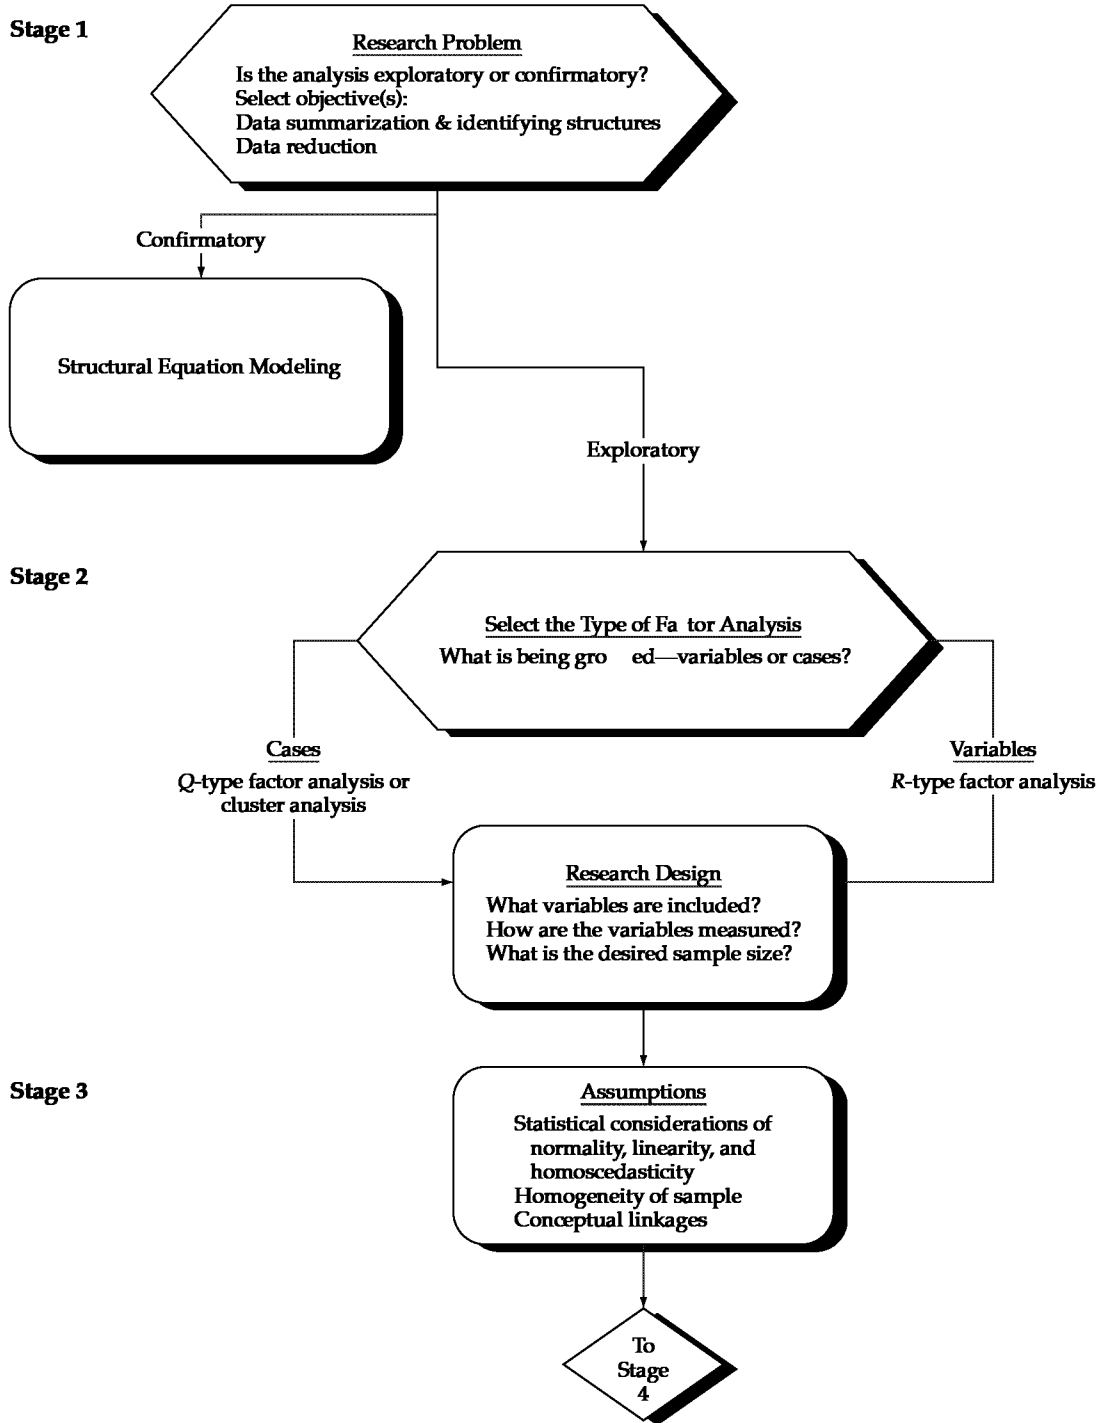 Stage 1
Research Problem
Is the analysis exploratory or confirmatory?
Select objective(s):
Data summarization & identifying structures
Data reduction
Confirmatory
Structural Equation Modeling
Exploratory
Stage 2
Select the Type of Fa tor Analysis
What is being gro ed—variables or cases?
Cases
Q-type factor analysis or
cluster analysis
Variables
R-type factor analysis
Research Design
What variables are included?
How are the variables measured?
What is the desired sample size?
Stage 3
Assumptions
Statistical considerations of
normality, linearity, and
homoscedasticity
Homogeneity of sample
Conceptual linkages
To
Stage
4